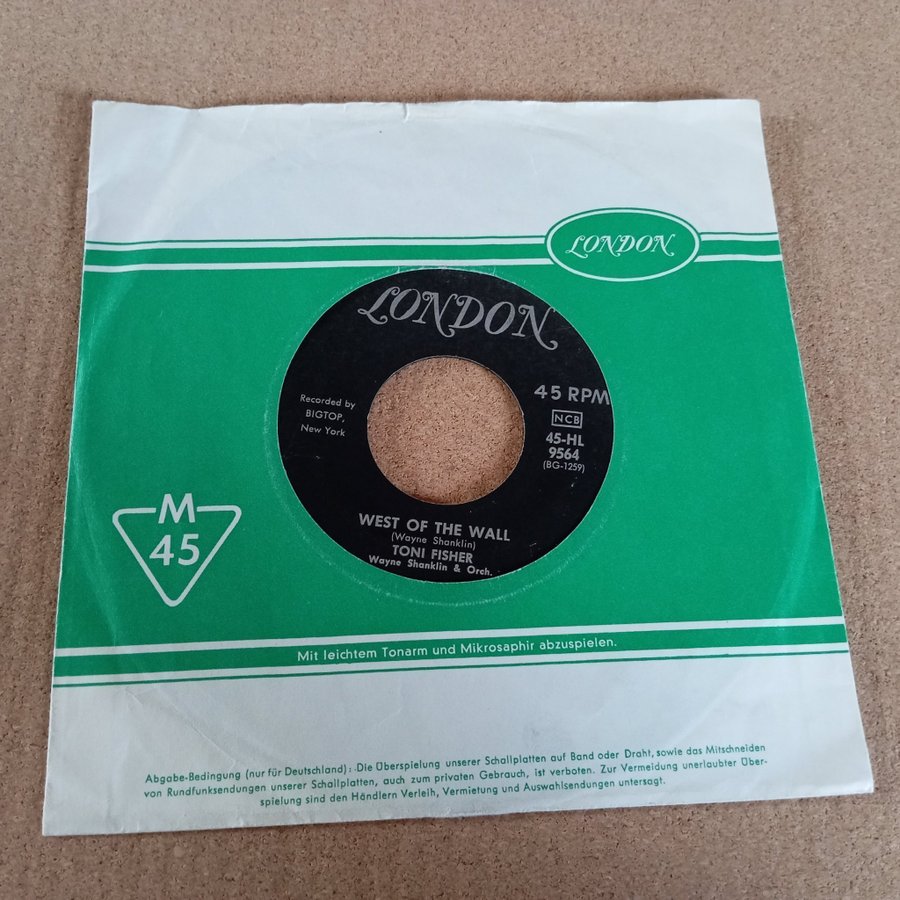 LONDON
LONDON
45 RPM
Recorded by
BIGTOP,
New York
NCB
45-HL
9564
(BG-1259)
WEST OF THE WALL
(Wayne Shanklin)
TONI FISHER
Wayne Shanklin & Orch.
M
45
Mit leichtem Tonarm und Mikrosaphir abzuspielen.
Abgabe-Bedingung (nur für Deutschland): Die Überspielung unserer Schallplatten auf Band oder Draht, sowie das Mitschneiden
von Rundfunksendungen unserer Schallplatten, auch zum privaten Gebrauch, ist verboten. Zur Vermeidung unerlaubter Über-
spielung sind den Händlern Verleih, Vermietung und Auswahlsendungen untersagt.